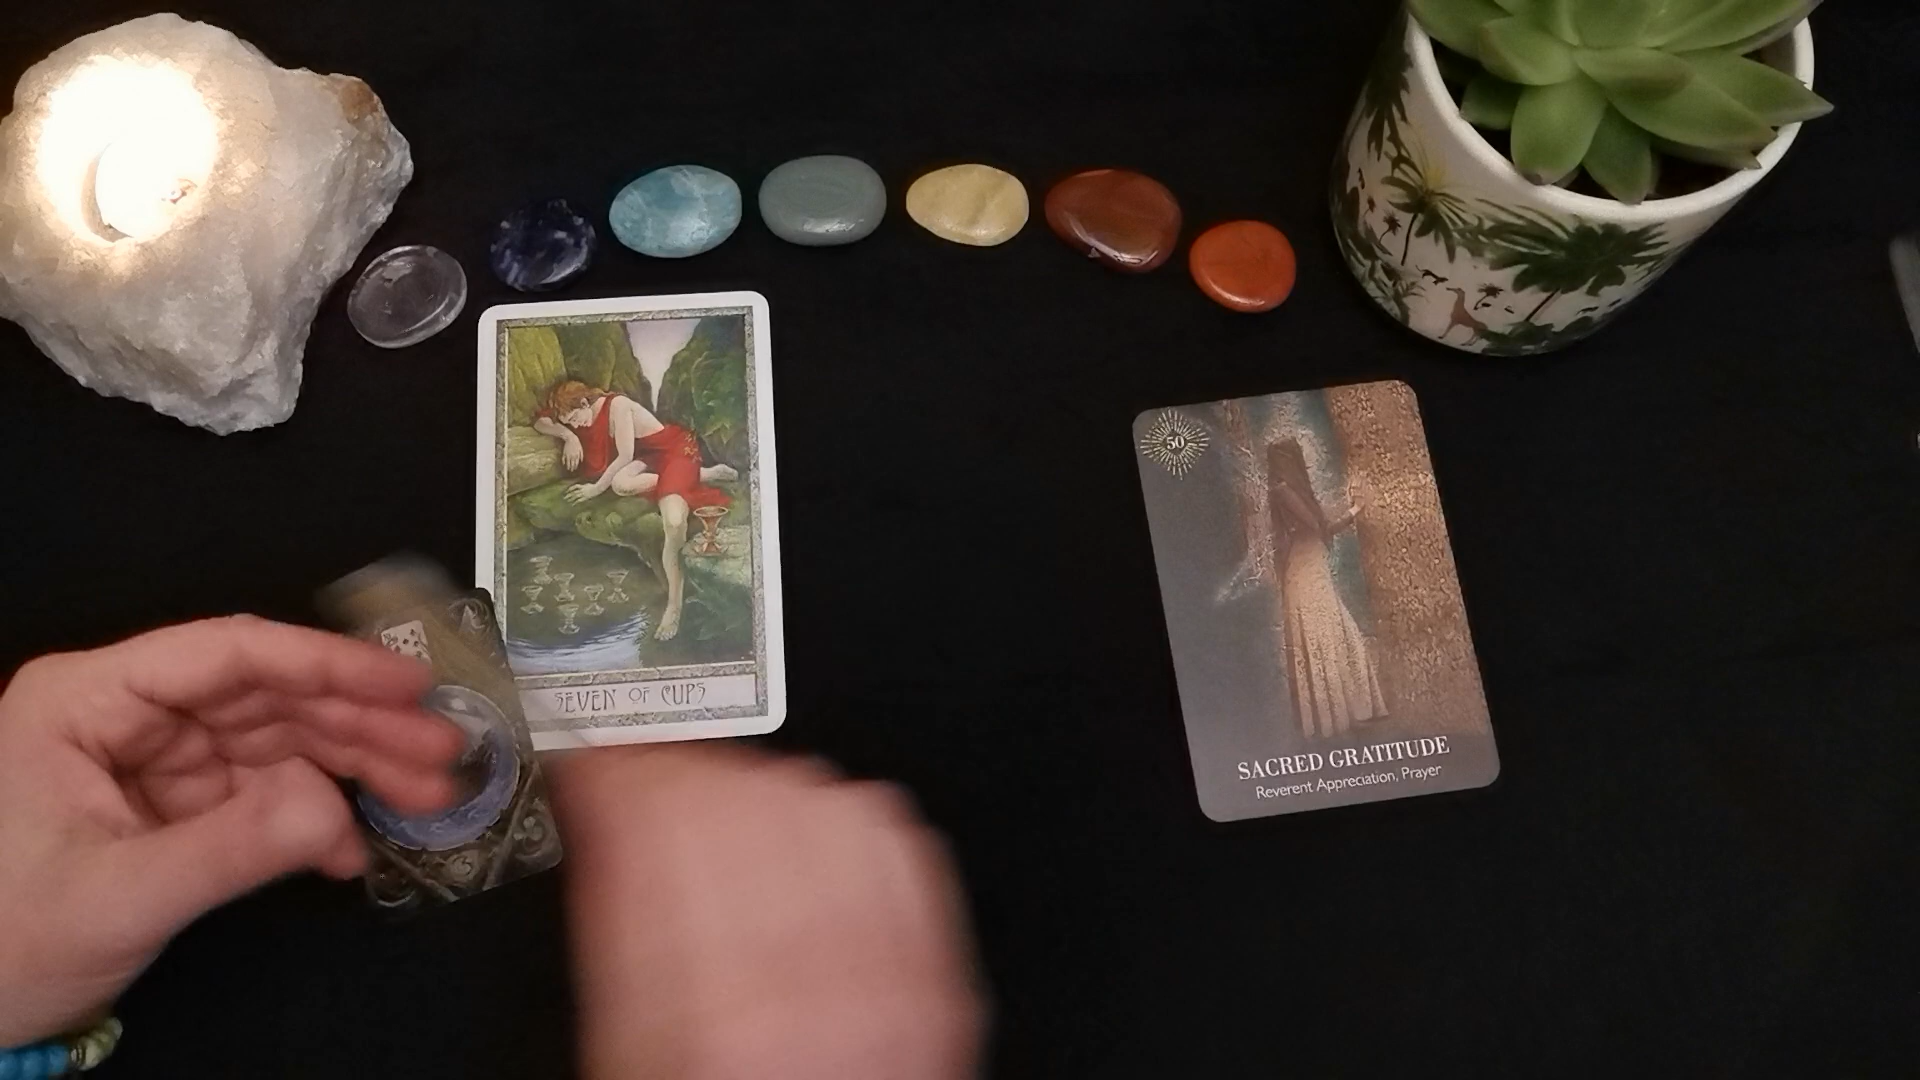 SEVEN OF CUPS
50
SACRED GRATITUDE
Reverent Appreciation, Prayer